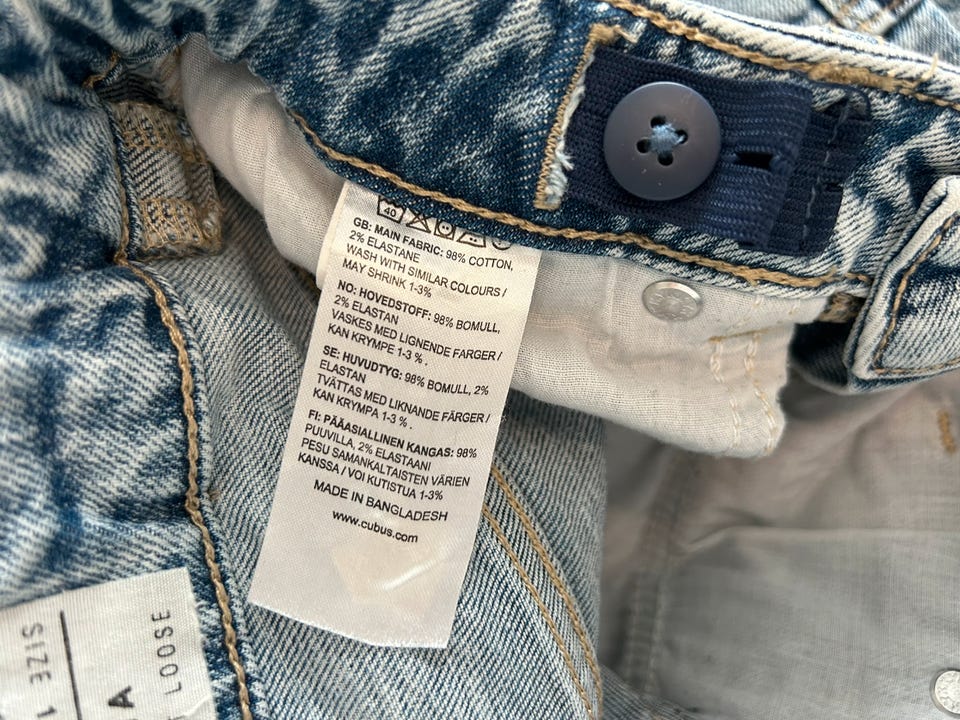 40
GB: MAIN FABRIC: 98% COTTON,
2% ELASTANE
WASH WITH SIMILAR COLOURS /
MAY SHRINK 1-3%
NO: HOVEDSTOFF: 98% BOMULL,
2% ELASTAN
VASKES MED LIGNENDE FARGER /
KAN KRYMPE 1-3 % .
SE: HUVUDTYG: 98% BOMULL, 2%
ELASTAN
TVÄTTAS MED LIKNANDE FÄRGER /
KAN KRYMPA 1-3 % .
FI: PÄÄASIALLINEN KANGAS: 98%
PUUVILLA, 2% ELASTAANI
PESU SAMANKALTAISTEN VÄRIEN
KANSSA / VOI KUTISTUA 1-3%
MADE IN BANGLADESH
www.cubus.com
SIZE
LOOSE